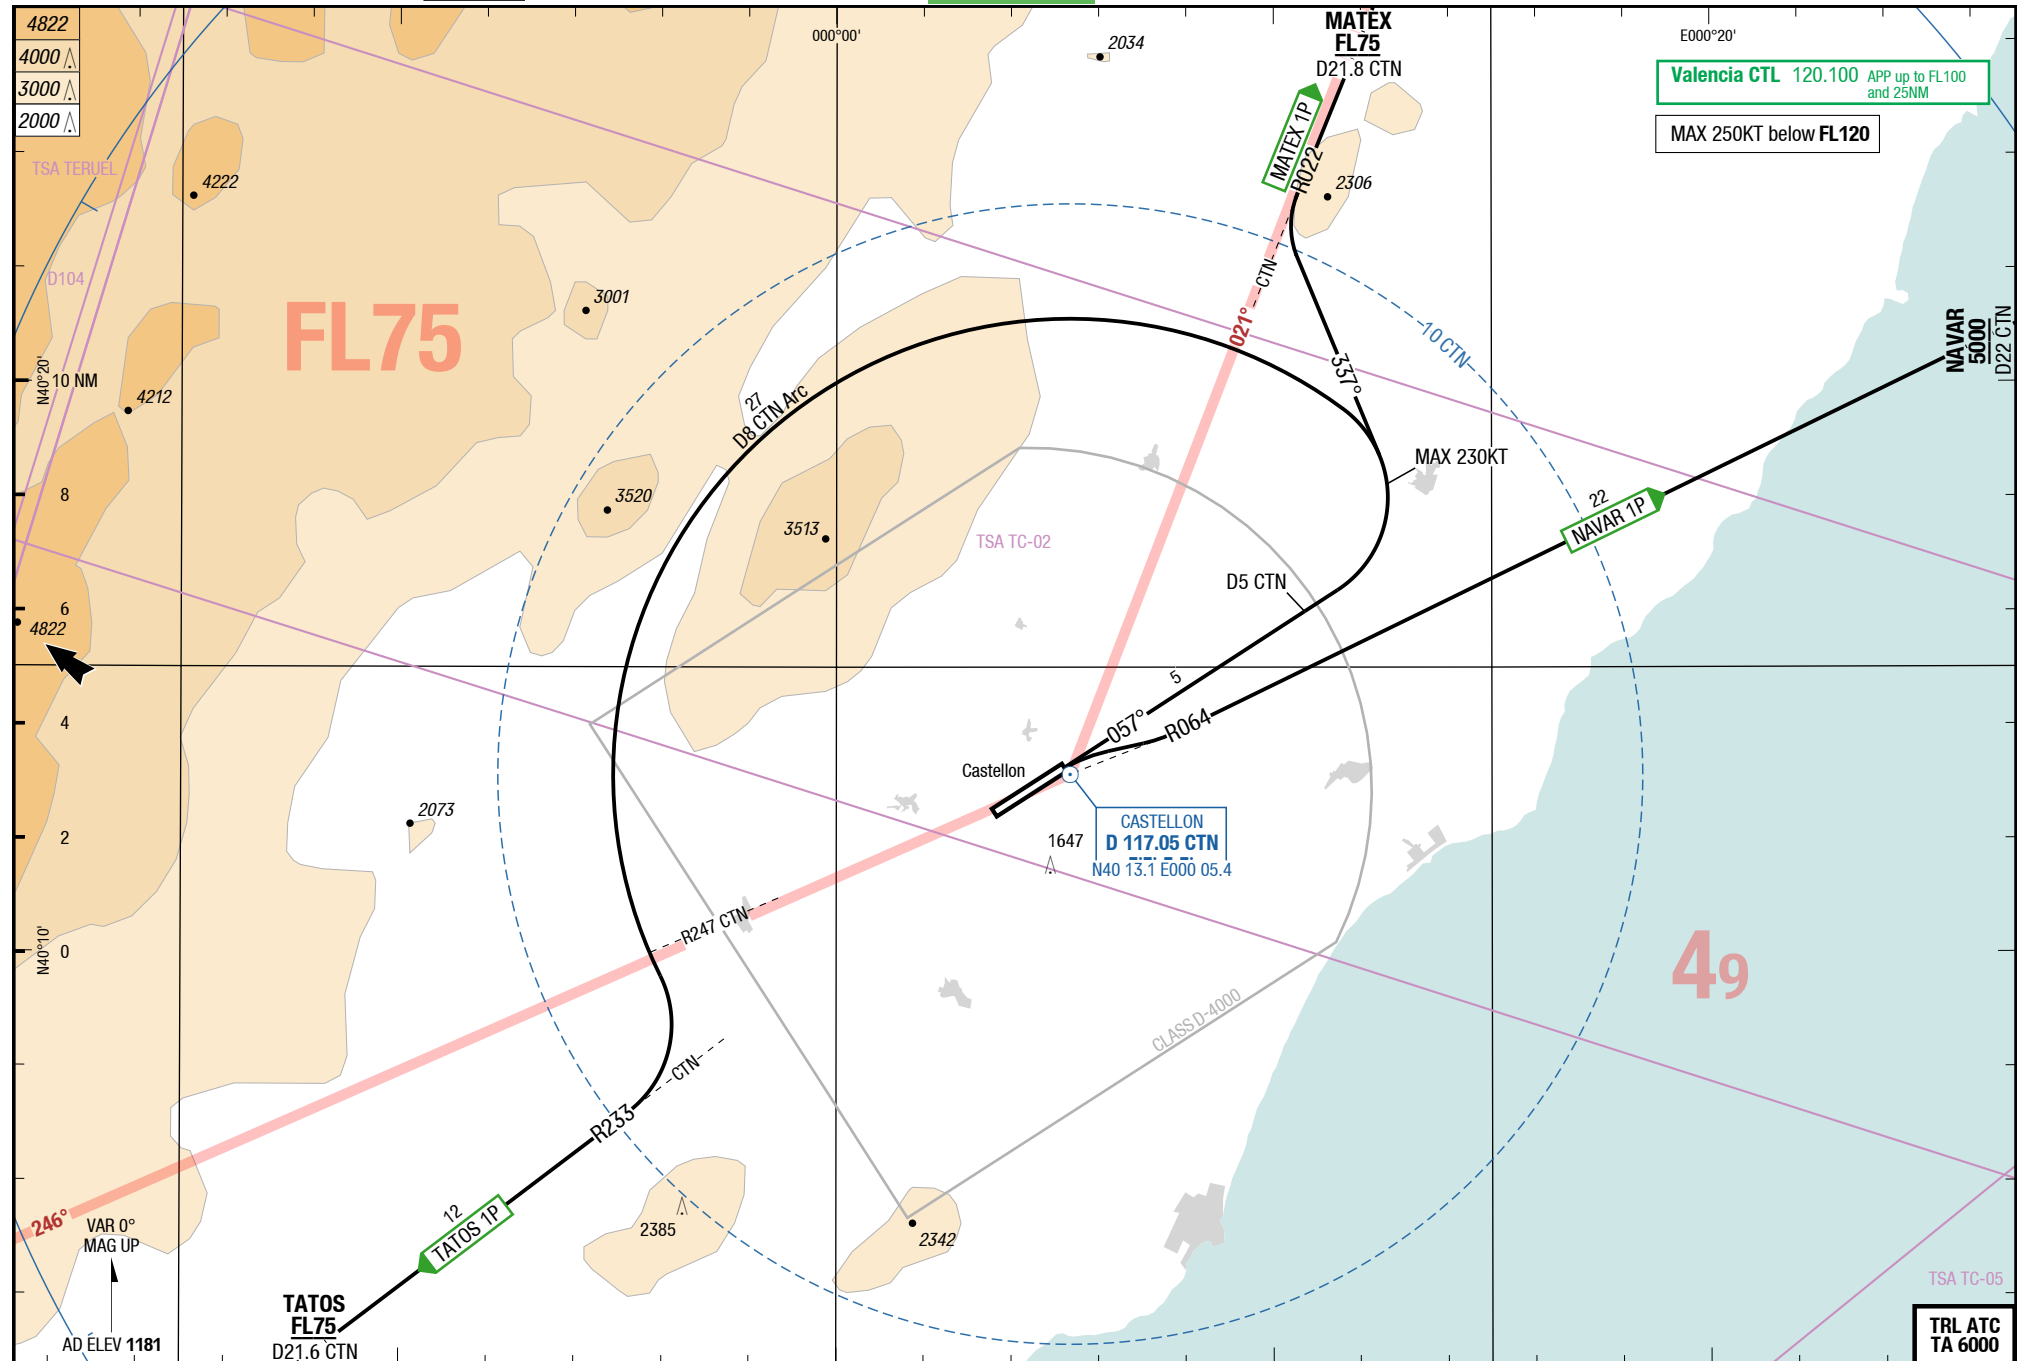 4822
4000
3000
2000
000°00'
2034
MATEX
FL75
D21.8 CTN
E000°20'
Valencia CTL 120.100 APP up to FL100
and 25NM
MAX 250KT below FL120
MATEX 1P
R022
TSA TERUEL
4222
2306
D104
CTN
3001
FL75
021°
10 CTN
NAVAR
5000
D22 CTN
337°
N40°20'
10 NM
4212
27
D8 CTN Arc
MAX 230KT
8
3520
22
NAVAR 1P
3513
TSA TC-02
D5 CTN
6
4822
5
4
057°
R064
Castellon
2073
2
1647
CASTELLON
D 117.05 CTN
N40 13.1 E000 05.4
R247 CTN
N40°10'
0
49
CLASS D-4000
CTN
R233
246°
VAR 0°
MAG UP
12
TATOS 1P
2385
2342
TSA TC-05
TATOS
FL75
D21.6 CTN
AD ELEV 1181
TRL ATC
TA 6000